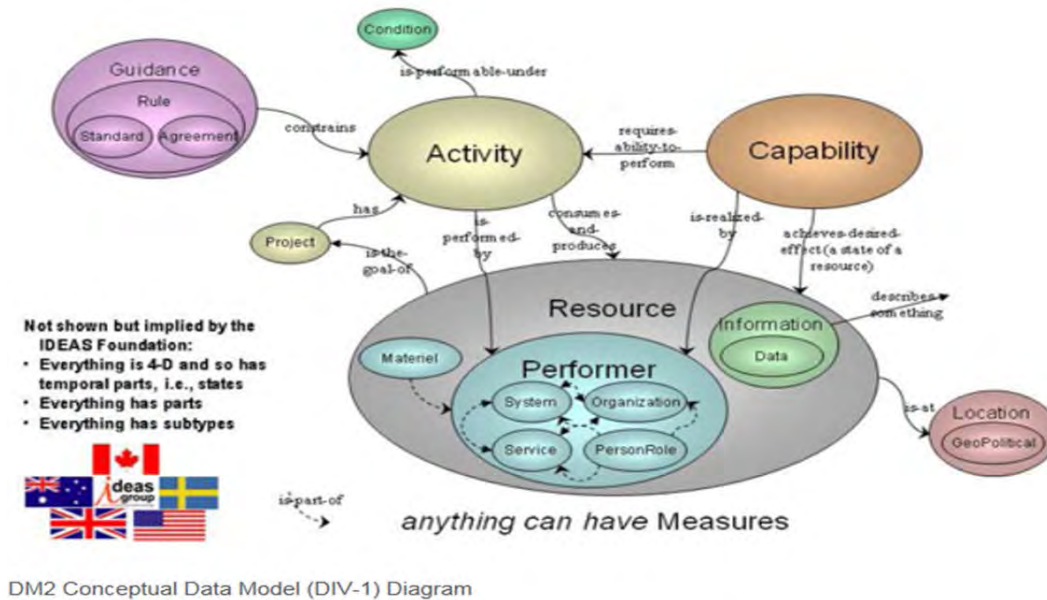 Condition
is-performable-under
Guidance
Rule
Standard
Agreement
constrains
Activity
requires-
ability-to-
perform
Capability
has
Project
is-the-
goal-of
is
performed-
by
consumes-
and-
produces
is-realized-
by
achieves-desired-
effect(a state of a
resource)
describes-
something
Resource
Information
Data
Materiel
Performer
System
Organization
Service
PersonRole
is-at
Location
GeoPolitical
Not shown but implied by the
IDEAS Foundation:
• Everything is 4-D and so has
temporal parts, i.e., states
• Everything has parts
• Everything has subtypes
ideas
group
is-part-of
anything can have Measures
DM2 Conceptual Data Model (DIV-1) Diagram